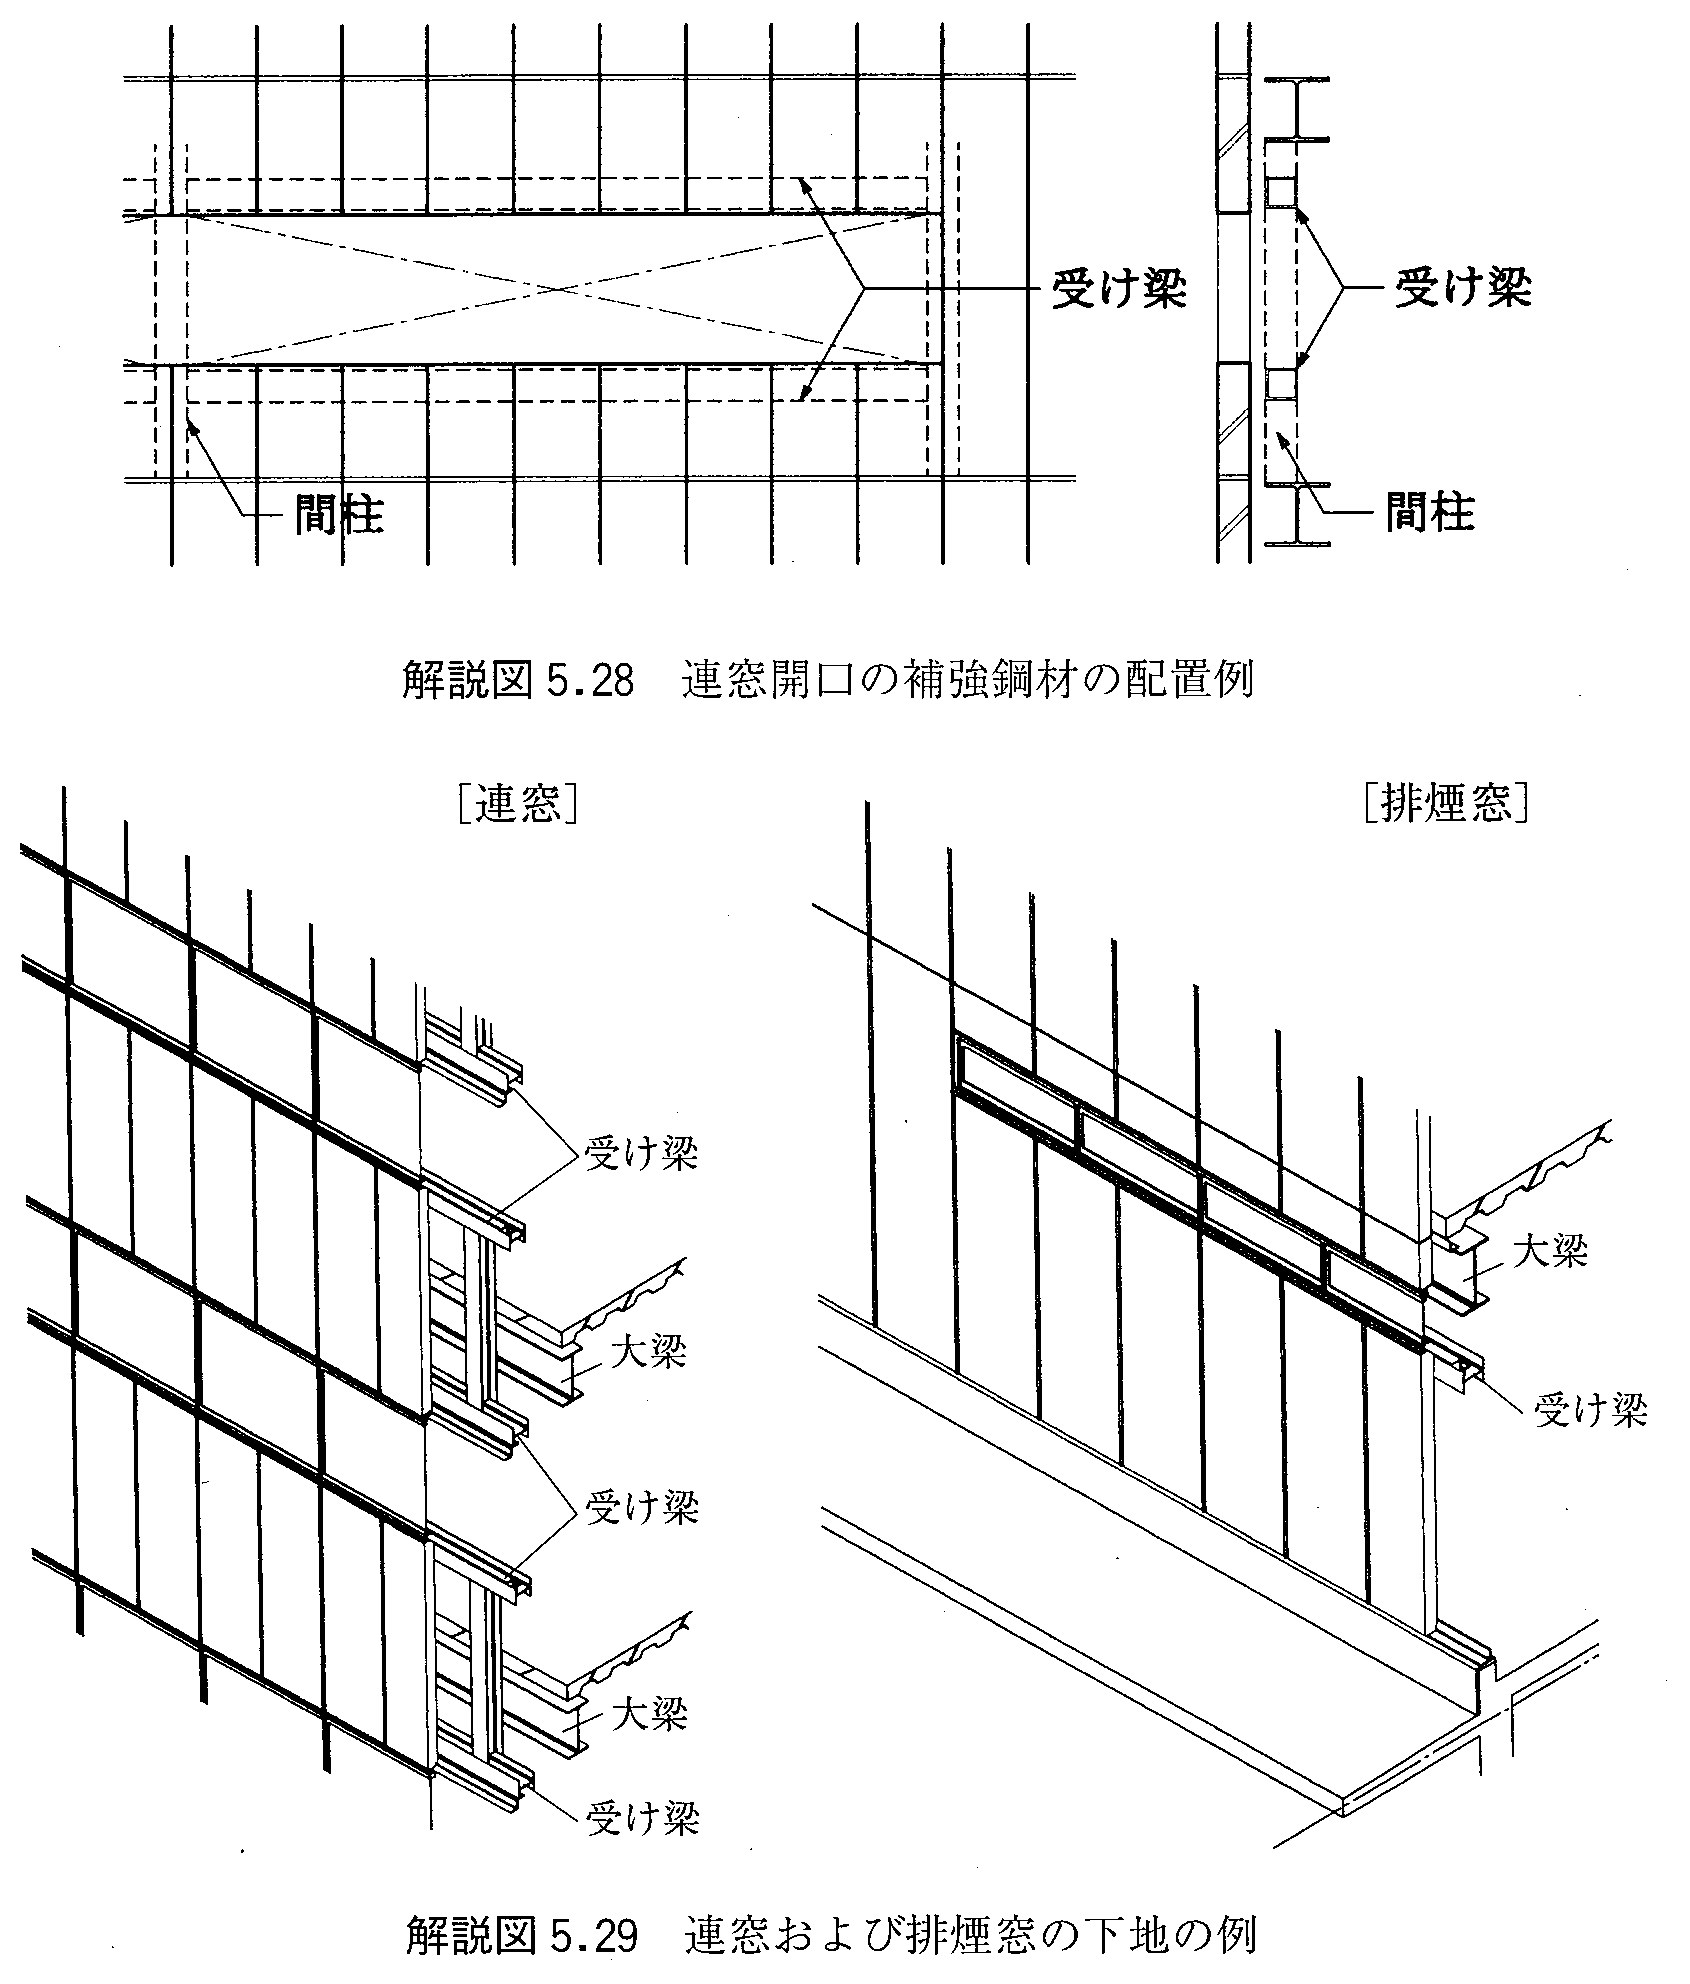 受け梁
受け梁
間柱
間柱
解説図5.28 連窓開口の補強鋼材の配置例
[連窓]
[排煙窓]
受け梁
大梁
大梁
受け梁
受け梁
大梁
受け梁
解説図5.29 連窓および排煙窓の下地の例